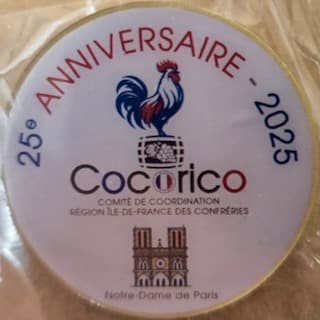 25e ANNIVERSAIRE - 2025
Cocorico
COMITÉ DE COORDINATION
RÉGION ÎLE-DE-FRANCE DES CONFRÉRIES
Notre-Dame de Paris